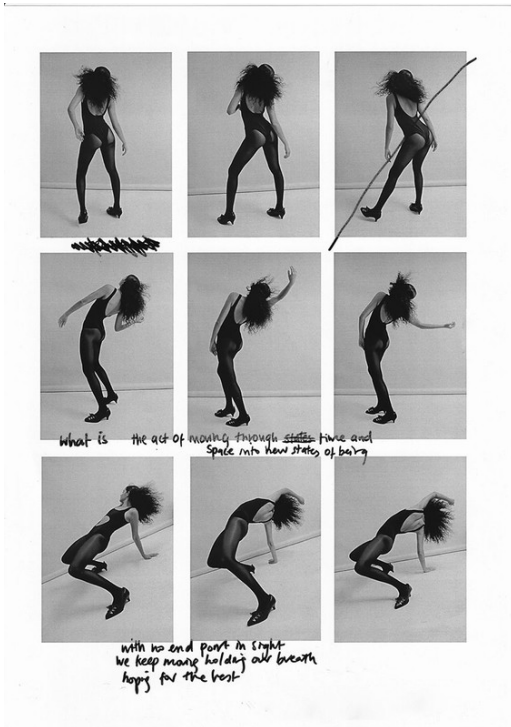 what is the act of moving through states time and
space into new states of being
with no end point in sight
we keep moving holding our breath
hoping for the best